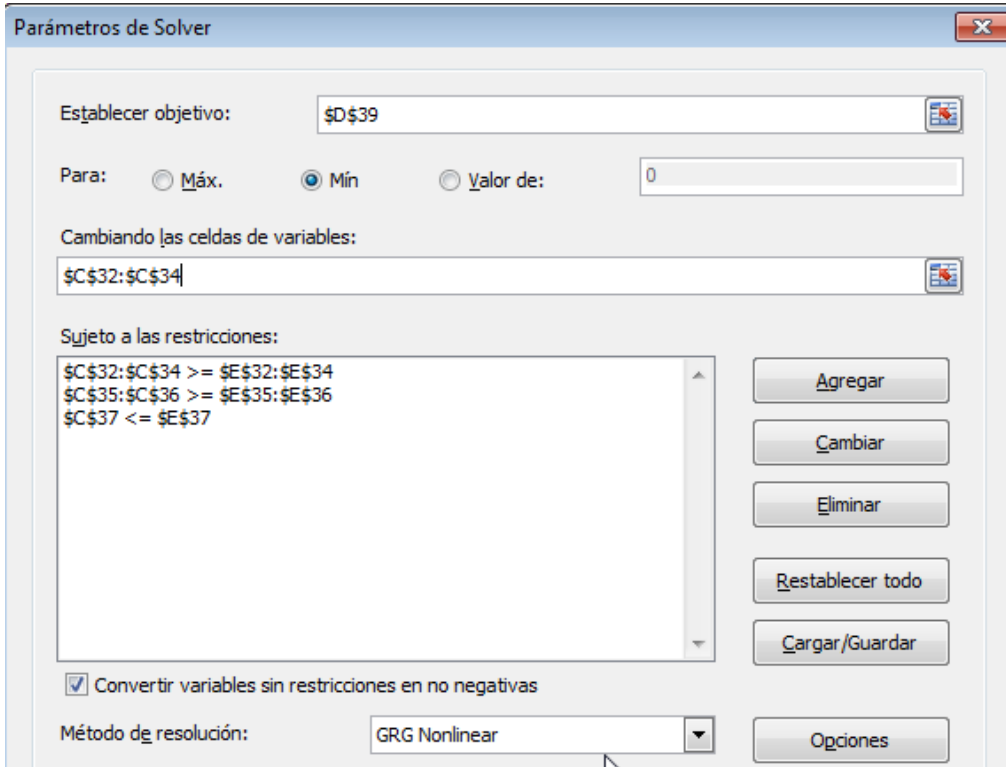 Parámetros de Solver
Establecer objetivo: $D$39
Para: Máx. Mín Valor de: 0
Cambiando las celdas de variables:
$C$32:$C$34
Sujeto a las restricciones:
$C$32:$C$34 >= $E$32:$E$34
$C$35:$C$36 >= $E$35:$E$36
$C$37 <= $E$37
Agregar
Cambiar
Eliminar
Restablecer todo
Cargar/Guardar
Convertir variables sin restricciones en no negativas
Método de resolución: GRG Nonlinear Opciones